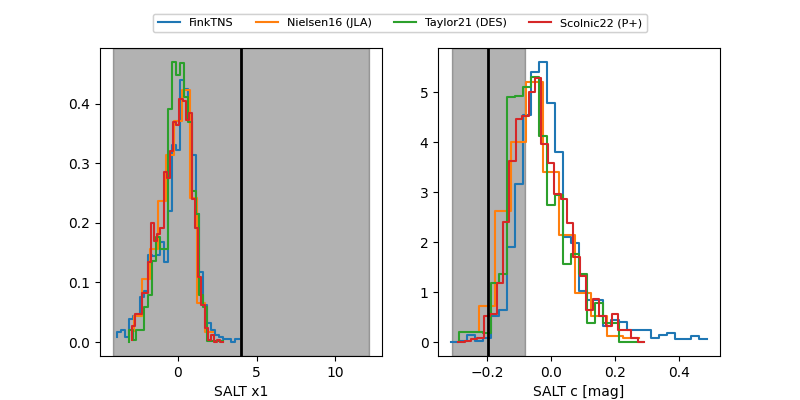 FinkTNS Nielsen16 (JLA) Taylor21 (DES) Scolnic22 (P+)
0.4
0.3
0.2
0.1
0.0
0 5 10
SALT x1
5
4
3
2
1
0
−0.2 0.0 0.2 0.4
SALT c [mag]